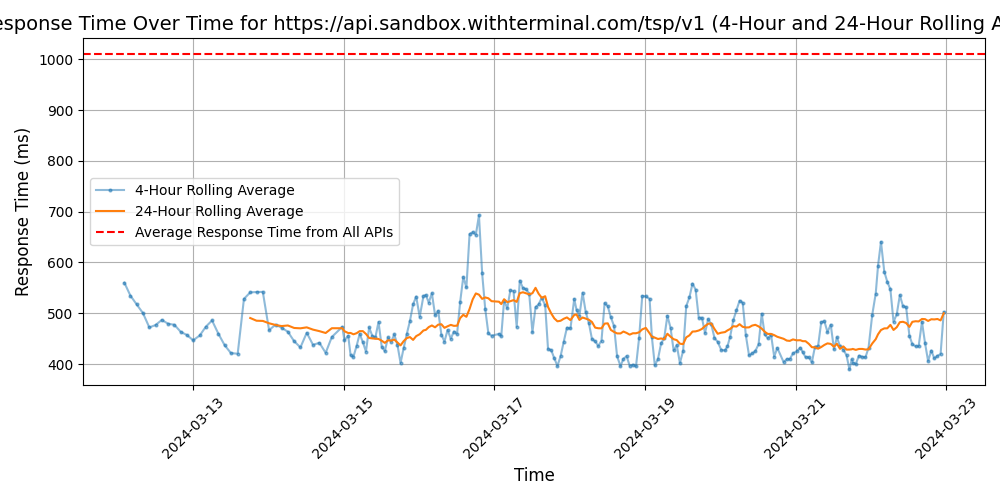 esponse Time Over Time for https://api.sandbox.withterminal.com/tsp/v1 (4-Hour and 24-Hour Rolling A
Response Time (ms)
1000
900
800
700
600
500
400
4-Hour Rolling Average
24-Hour Rolling Average
Average Response Time from All APIs
2024-03-13
2024-03-15
2024-03-17
2024-03-19
2024-03-21
2024-03-23
Time